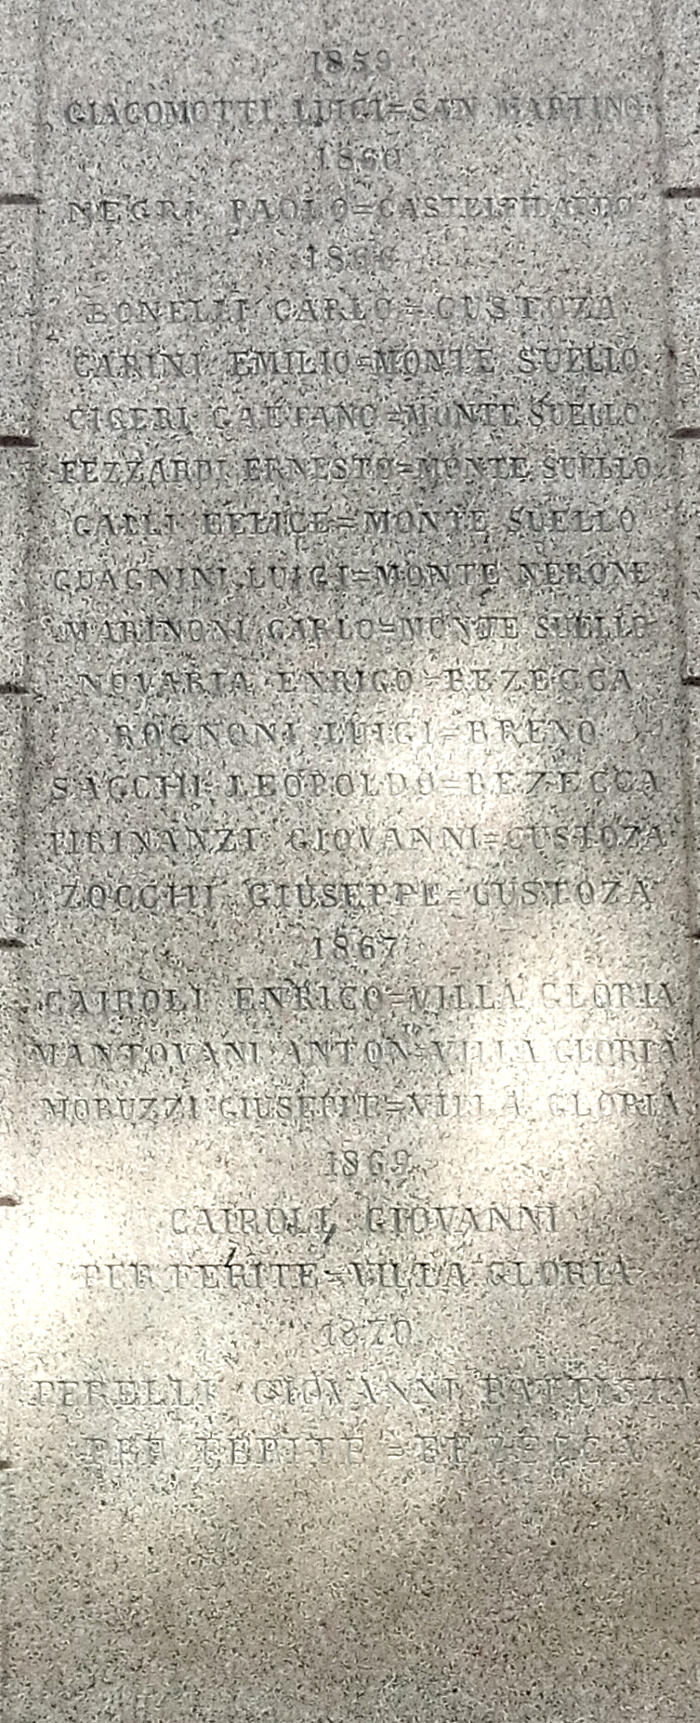 1859
GIACOMOTTI LUIGI=SAN MARTINO
1860
NEGRI PAOLO=CASTELFIDARDO
1866
BONELLI CARLO=CUSTOZA
CARINI EMILIO=MONTE SUELLO
CIGERI GAETANO=MONTE SUELLO
FEZZARDI ERNESTO=MONTE SUELLO
GALLI FELICE=MONTE SUELLO
GUAGNINI LUIGI=MONTE NERONE
MARINONI CARLO=MONTE SUELLO
NOVARIA ENRICO=BEZECCA
ROGNONI LUIGI=BRENO
SACCHI LEOPOLDO=BEZECCA
TIRINANZI GIOVANNI=CUSTOZA
ZOCCHI GIUSEPPE=CUSTOZA
1867
CAIROLI ENRICO=VILLA GLORIA
MANTOVANI ANTON=VILLA GLORIA
MORUZZI GIUSEPPE=VILLA GLORIA
1869
CAIROLI GIOVANNI
PER FERITE=VILLA GLORIA
1870
PERELLI GIOVANNI BATTISTA
PER FERITE=BEZECCA